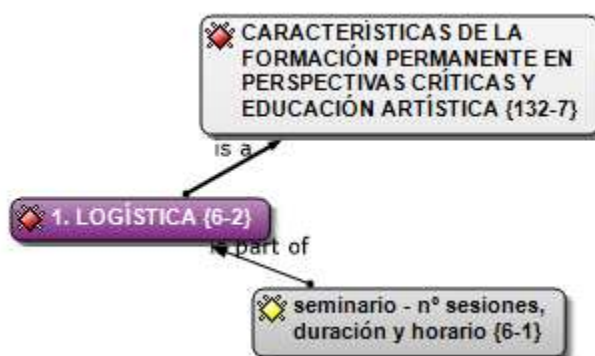 CARACTERÌSTICAS DE LA
FORMACIÓN PERMANENTE EN
PERSPECTIVAS CRÍTICAS Y
EDUCACIÓN ARTÍSTICA {132-7}
is a
1. LOGÍSTICA {6-2}
is part of
seminario - nº sesiones,
duración y horario {6-1}